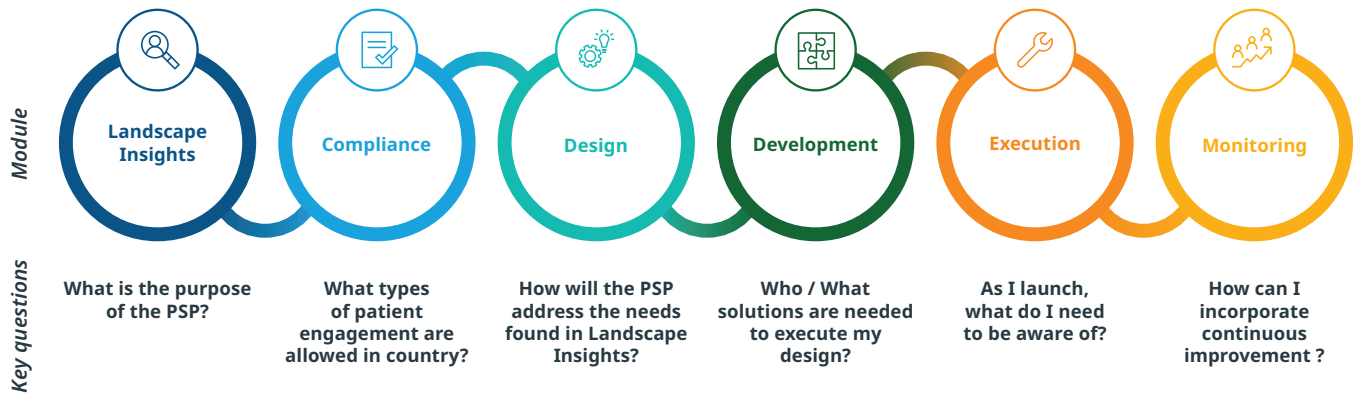 Module
Landscape
Insights
Compliance
Design
Development
Execution
Monitoring
Key questions
What is the purpose
of the PSP?
What types
of patient
engagement are
allowed in country?
How will the PSP
address the needs
found in Landscape
Insights?
Who / What
solutions are needed
to execute my
design?
As I launch,
what do I need
to be aware of?
How can I
incorporate
continuous
improvement ?